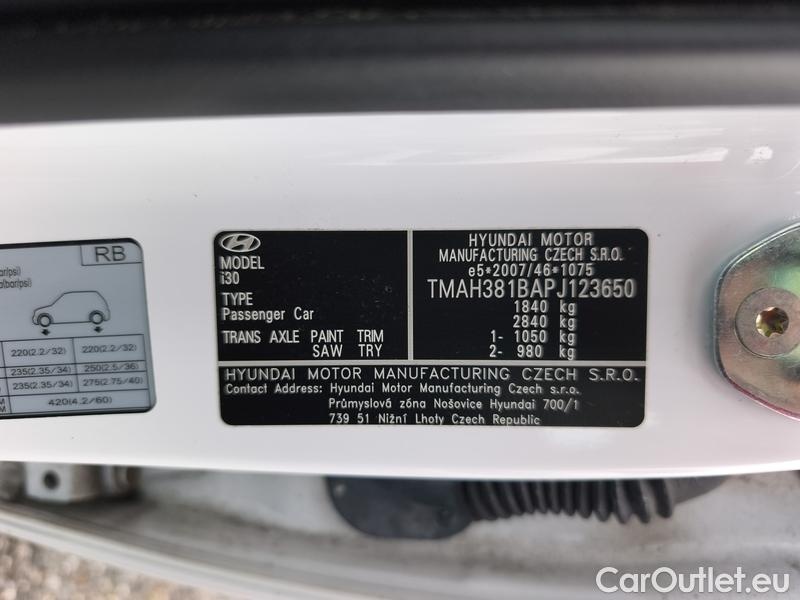 RB
bar/psi)
(bar/psi)
220(2.2/32) 220(2.2/32)
235(2.35/34) 250(2.5/36)
235(2.35/34) 275(2.75/40)
420(4.2/60)
MODEL
i30
TYPE
Passenger Car
TRANS AXLE PAINT TRIM
SAW TRY
HYUNDAI MOTOR
MANUFACTURING CZECH S.R.O.
e5*2007/46*1075
TMAH381BAPJ123650
1840 kg
2840 kg
1- 1050 kg
2- 980 kg
HYUNDAI MOTOR MANUFACTURING CZECH S.R.O.
Contact Address: Hyundai Motor Manufacturing Czech s.r.o.
Průmyslová zóna Nošovice Hyundai 700/1
739 51 Nižní Lhoty Czech Republic
CarOutlet.eu